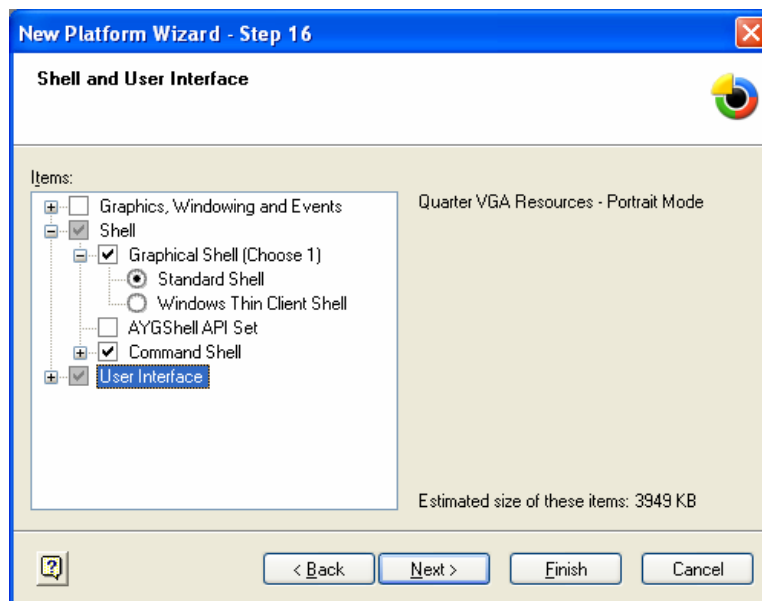 New Platform Wizard - Step 16
Shell and User Interface
Items:
Graphics, Windowing and Events
Shell
Graphical Shell (Choose 1)
Standard Shell
Windows Thin Client Shell
AYGShell API Set
Command Shell
User Interface
Quarter VGA Resources - Portrait Mode
Estimated size of these items: 3949 KB
< Back
Next >
Finish
Cancel